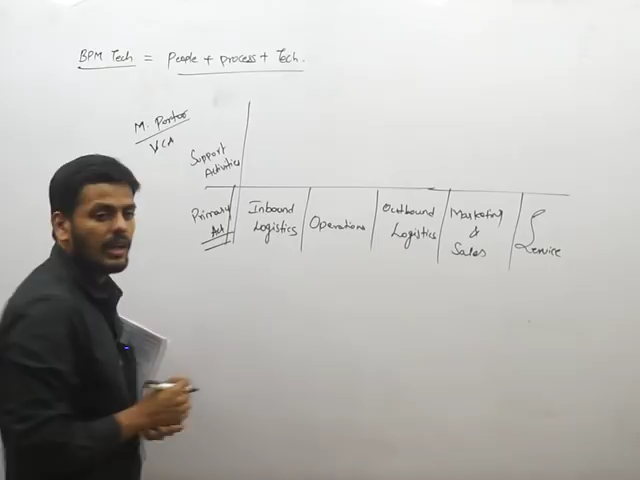 BPM Tech = People + process + Tech.
M. Porter
VCA
Support
Activities
Primary
Act
Inbound
Logistics
Operations
Outbound
Logistics
Marketing
&
Sales
Service